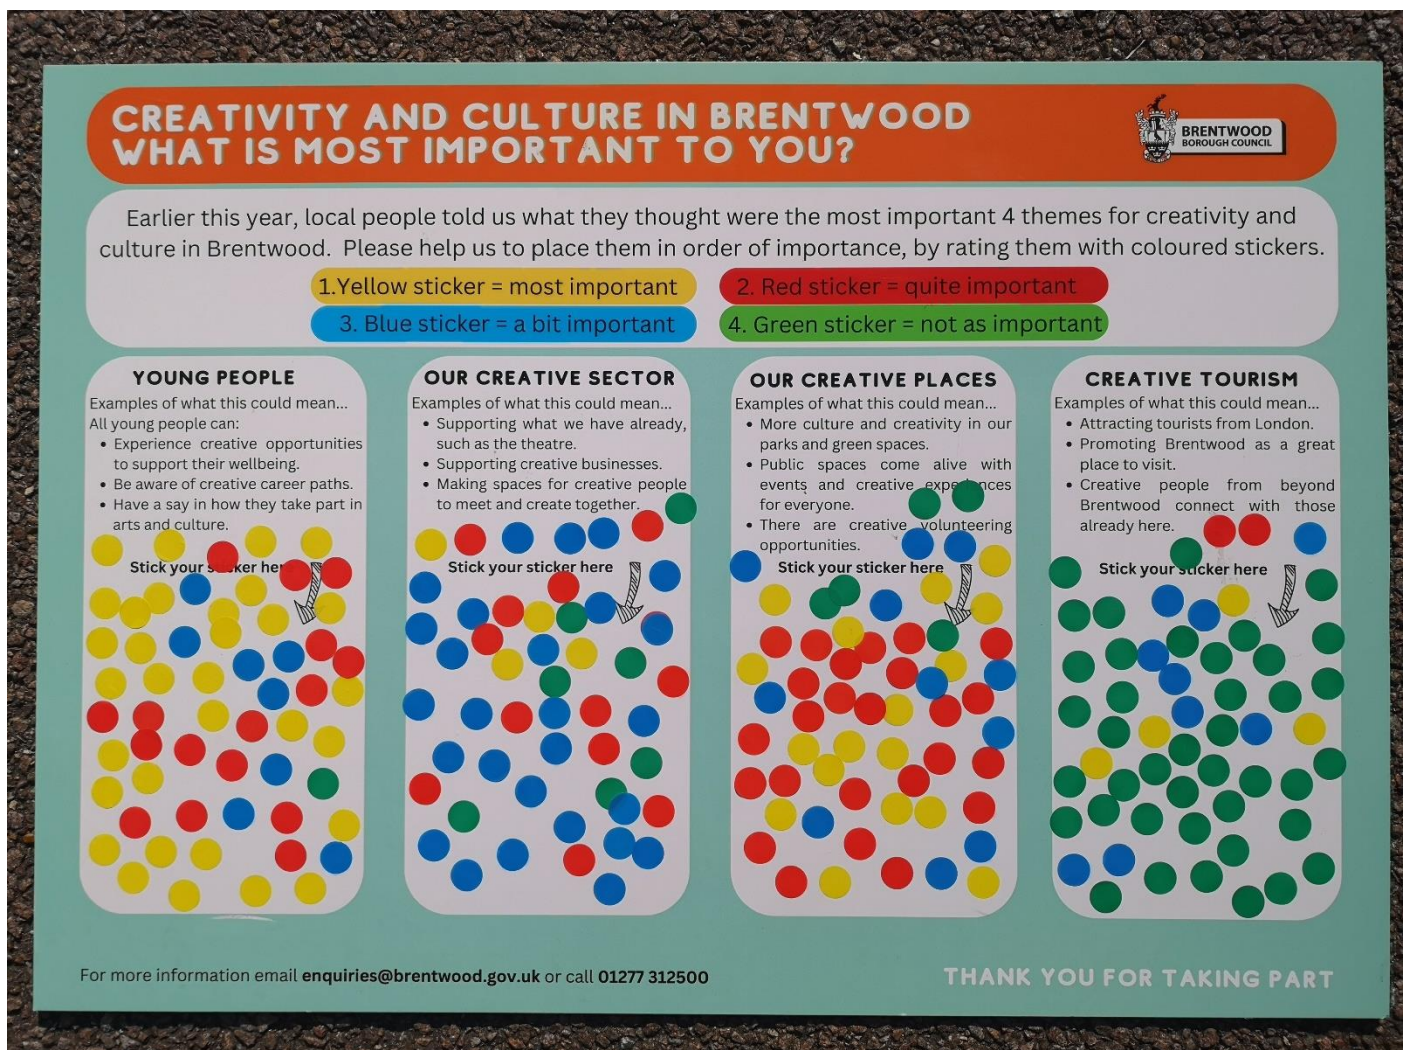 CREATIVITY AND CULTURE IN BRENTWOOD
WHAT IS MOST IMPORTANT TO YOU?
BRENTWOOD
BOROUGH COUNCIL
Earlier this year, local people told us what they thought were the most important 4 themes for creativity and
culture in Brentwood. Please help us to place them in order of importance, by rating them with coloured stickers.
1.Yellow sticker = most important
2. Red sticker = quite important
3. Blue sticker = a bit important
4. Green sticker = not as important
YOUNG PEOPLE
Examples of what this could mean...
All young people can:
• Experience creative opportunities
to support their wellbeing.
• Be aware of creative career paths.
• Have a say in how they take part in
arts and culture.
Stick your sticker here
OUR CREATIVE SECTOR
Examples of what this could mean...
• Supporting what we have already,
such as the theatre.
• Supporting creative businesses.
• Making spaces for creative people
to meet and create together.
Stick your sticker here
OUR CREATIVE PLACES
Examples of what this could mean...
• More culture and creativity in our
parks and green spaces.
• Public spaces come alive with
events and creative experiences
for everyone.
• There are creative volunteering
opportunities.
Stick your sticker here
CREATIVE TOURISM
Examples of what this could mean...
• Attracting tourists from London.
• Promoting Brentwood as a great
place to visit.
• Creative people from beyond
Brentwood connect with those
already here.
Stick your sticker here
For more information email enquiries@brentwood.gov.uk or call 01277 312500
THANK YOU FOR TAKING PART